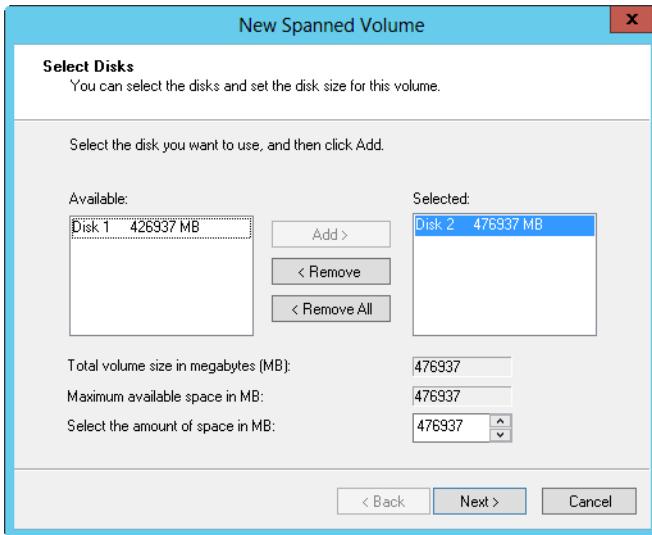 New Spanned Volume
x
Select Disks
You can select the disks and set the disk size for this volume.
Select the disk you want to use, and then click Add.
Available:
Selected:
Disk 1 426937 MB
Disk 2 476937 MB
Add >
< Remove
< Remove All
Total volume size in megabytes (MB): 476937
Maximum available space in MB: 476937
Select the amount of space in MB: 476937
< Back Next > Cancel